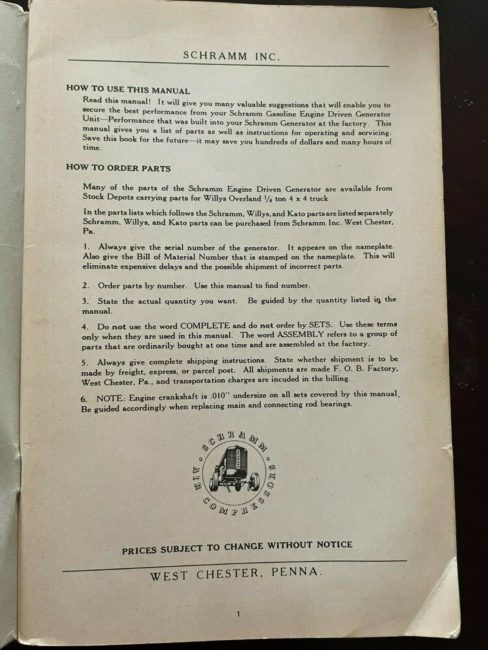 SCHRAMM INC.
HOW TO USE THIS MANUAL
Read this manual! It will give you many valuable suggestions that will enable you to
secure the best performance from your Schramm Gasoline Engine Driven Generator
Unit—Performance that was built into your Schramm Generator at the factory. This
manual gives you a list of parts as well as instructions for operating and servicing.
Save this book for the future—it may save you hundreds of dollars and many hours of
time.
HOW TO ORDER PARTS
Many of the parts of the Schramm Engine Driven Generator are available from
Stock Depots carrying parts for Willys Overland ¼ ton 4 x 4 truck
In the parts lists which follows the Schramm, Willys, and Kato parts are listed separately
Schramm, Willys, and Kato parts can be purchased from Schramm Inc. West Chester,
Pa.
1. Always give the serial number of the generator. It appears on the nameplate.
Also give the Bill of Material Number that is stamped on the nameplate. This will
eliminate expensive delays and the possible shipment of incorrect parts.
2. Order parts by number. Use this manual to find number.
3. State the actual quantity you want. Be guided by the quantity listed in the
manual.
4. Do not use the word COMPLETE and do not order by SETS. Use these terms
only when they are used in this manual. The word ASSEMBLY refers to a group of
parts that are ordinarily bought at one time and are assembled at the factory.
5. Always give complete shipping instructions. State whether shipment is to be
made by freight, express, or parcel post. All shipments are made F. O. B. Factory,
West Chester, Pa., and transportation charges are incuded in the billing.
6. NOTE: Engine crankshaft is .010" undersize on all sets covered by this manual.
Be guided accordingly when replacing main and connecting rod bearings.
SCHRAMM
AIR COMPRESSORS
PRICES SUBJECT TO CHANGE WITHOUT NOTICE
WEST CHESTER, PENNA.
1